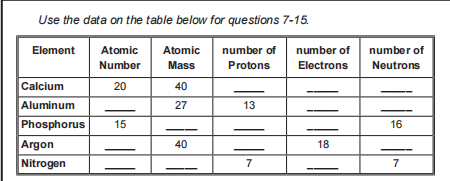 Use the data on the table below for questions 7-15.
Element Atomic Number Atomic Mass number of Protons number of Electrons number of Neutrons
Calcium 20 40 ____ ____ ____
Aluminum ____ 27 13 ____ ____
Phosphorus 15 ____ ____ ____ 16
Argon ____ 40 ____ 18 ____
Nitrogen ____ ____ 7 ____ 7